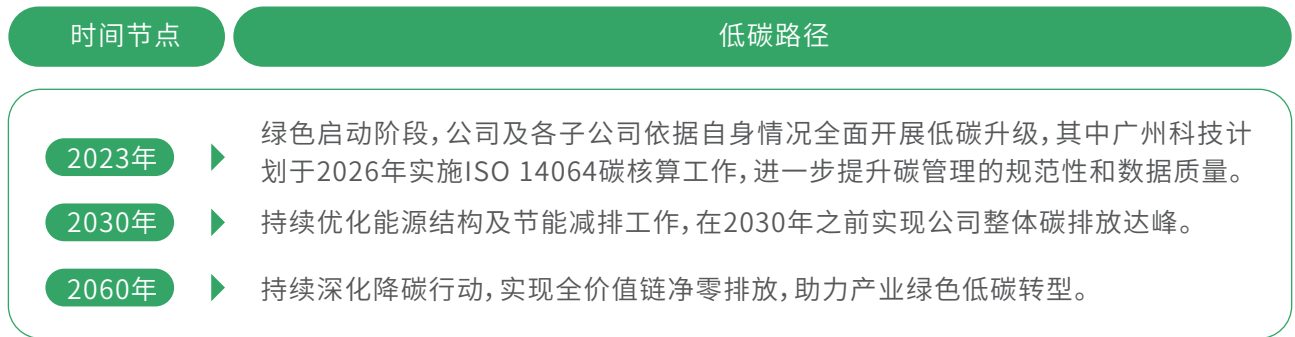 时间节点
低碳路径
2023年
绿色启动阶段,公司及各子公司依据自身情况全面开展低碳升级,其中广州科技计
划于2026年实施ISO 14064碳核算工作,进一步提升碳管理的规范性和数据质量。
2030年
持续优化能源结构及节能减排工作,在2030年之前实现公司整体碳排放达峰。
2060年
持续深化降碳行动,实现全价值链净零排放,助力产业绿色低碳转型。